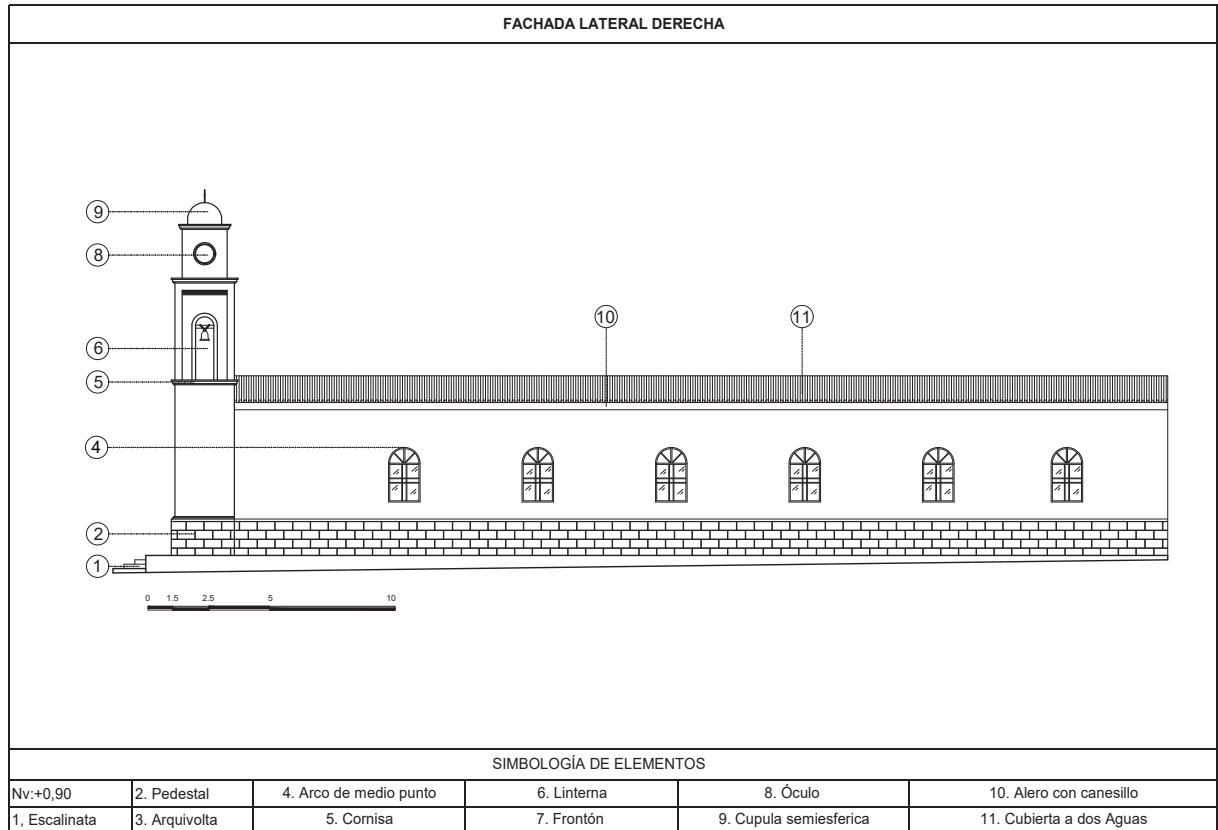 FACHADA LATERAL DERECHA
9
8
10
11
6
5
4
2
1
0 1.5 2.5 5 10
SIMBOLOGÍA DE ELEMENTOS
Nv:+0,90 2. Pedestal 4. Arco de medio punto 6. Linterna 8. Óculo 10. Alero con canesillo
1, Escalinata 3. Arquivolta 5. Cornisa 7. Frontón 9. Cupula semiesferica 11. Cubierta a dos Aguas